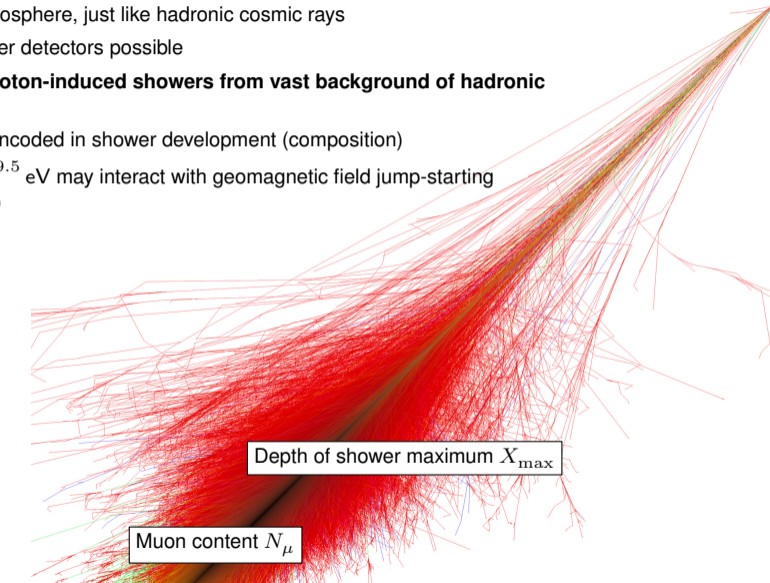 osphere, just like hadronic cosmic rays
er detectors possible
oton-induced showers from vast background of hadronic
ncoded in shower development (composition)
9.5 eV may interact with geomagnetic field jump-starting
)
Depth of shower maximum Xmax
Muon content Nμ